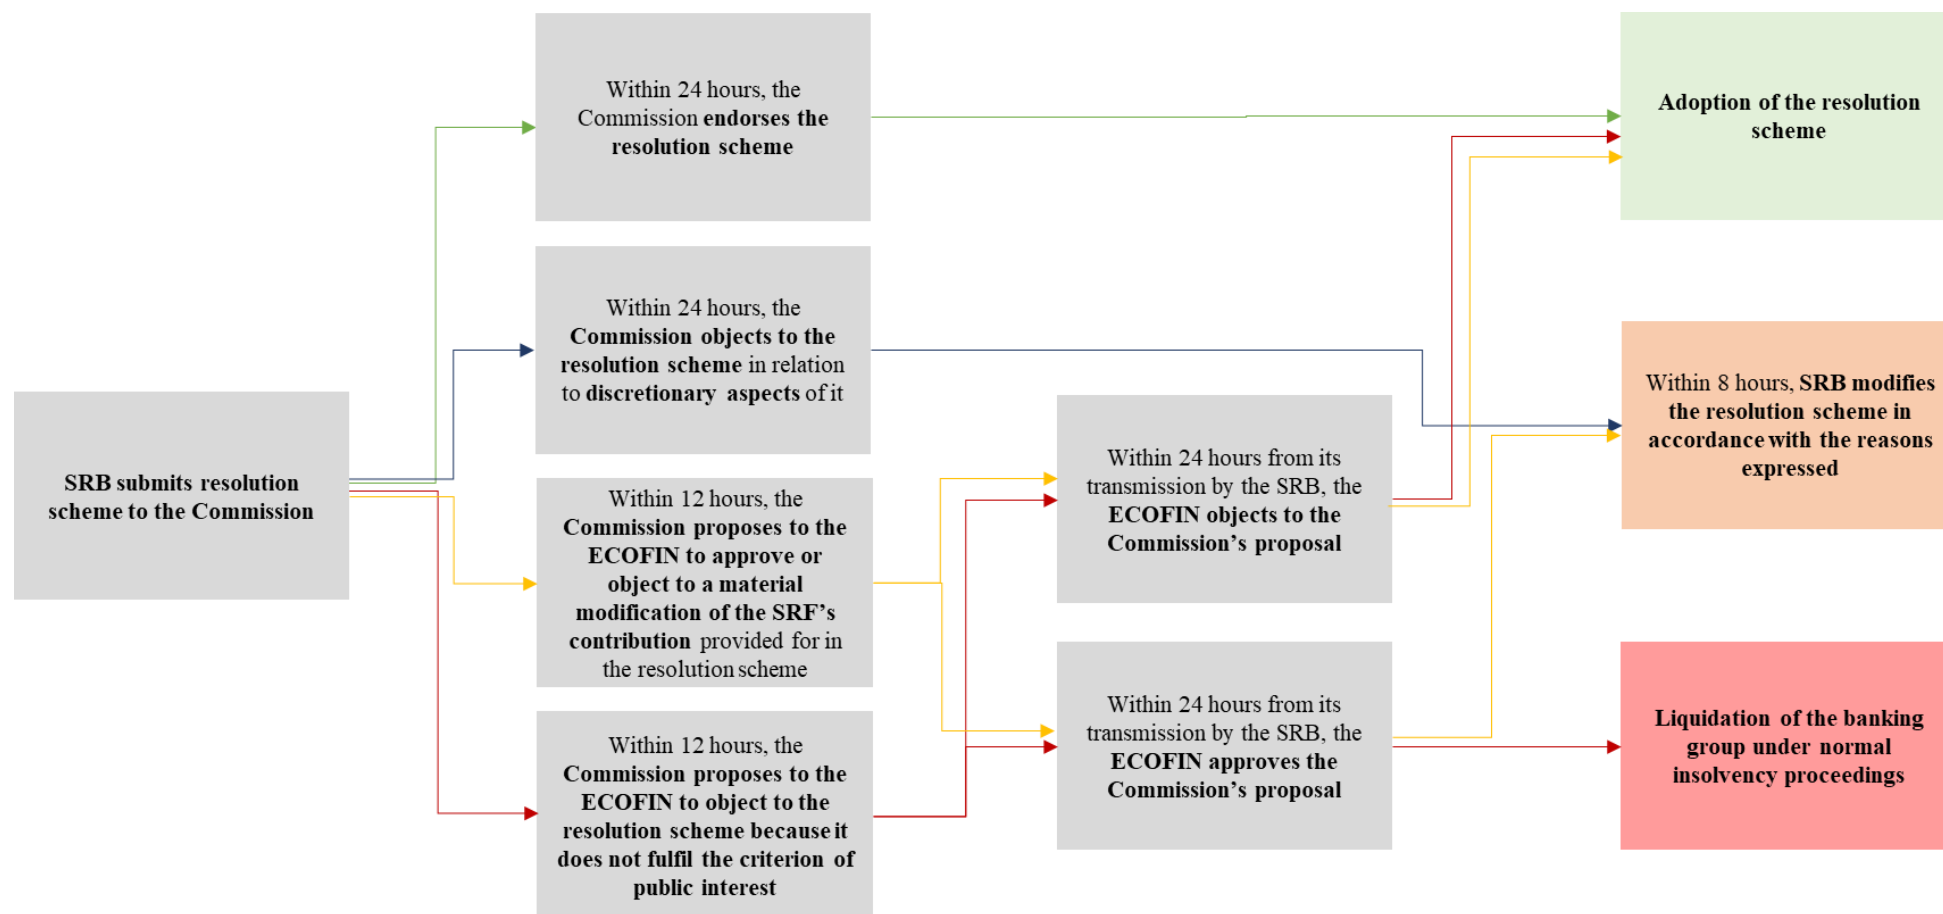 SRB submits resolution
scheme to the Commission
Within 24 hours, the
Commission endorses the
resolution scheme
Within 24 hours, the
Commission objects to the
resolution scheme in relation
to discretionary aspects of it
Within 12 hours, the
Commission proposes to the
ECOFIN to approve or
object to a material
modification of the SRF's
contribution provided for in
the resolution scheme
Within 12 hours, the
Commission proposes to the
ECOFIN to object to the
resolution scheme because it
does not fulfil the criterion of
public interest
Within 24 hours from its
transmission by the SRB, the
ECOFIN objects to the
Commission's proposal
Within 24 hours from its
transmission by the SRB, the
ECOFIN approves the
Commission's proposal
Adoption of the resolution
scheme
Within 8 hours, SRB modifies
the resolution scheme in
accordance with the reasons
expressed
Liquidation of the banking
group under normal
insolvency proceedings